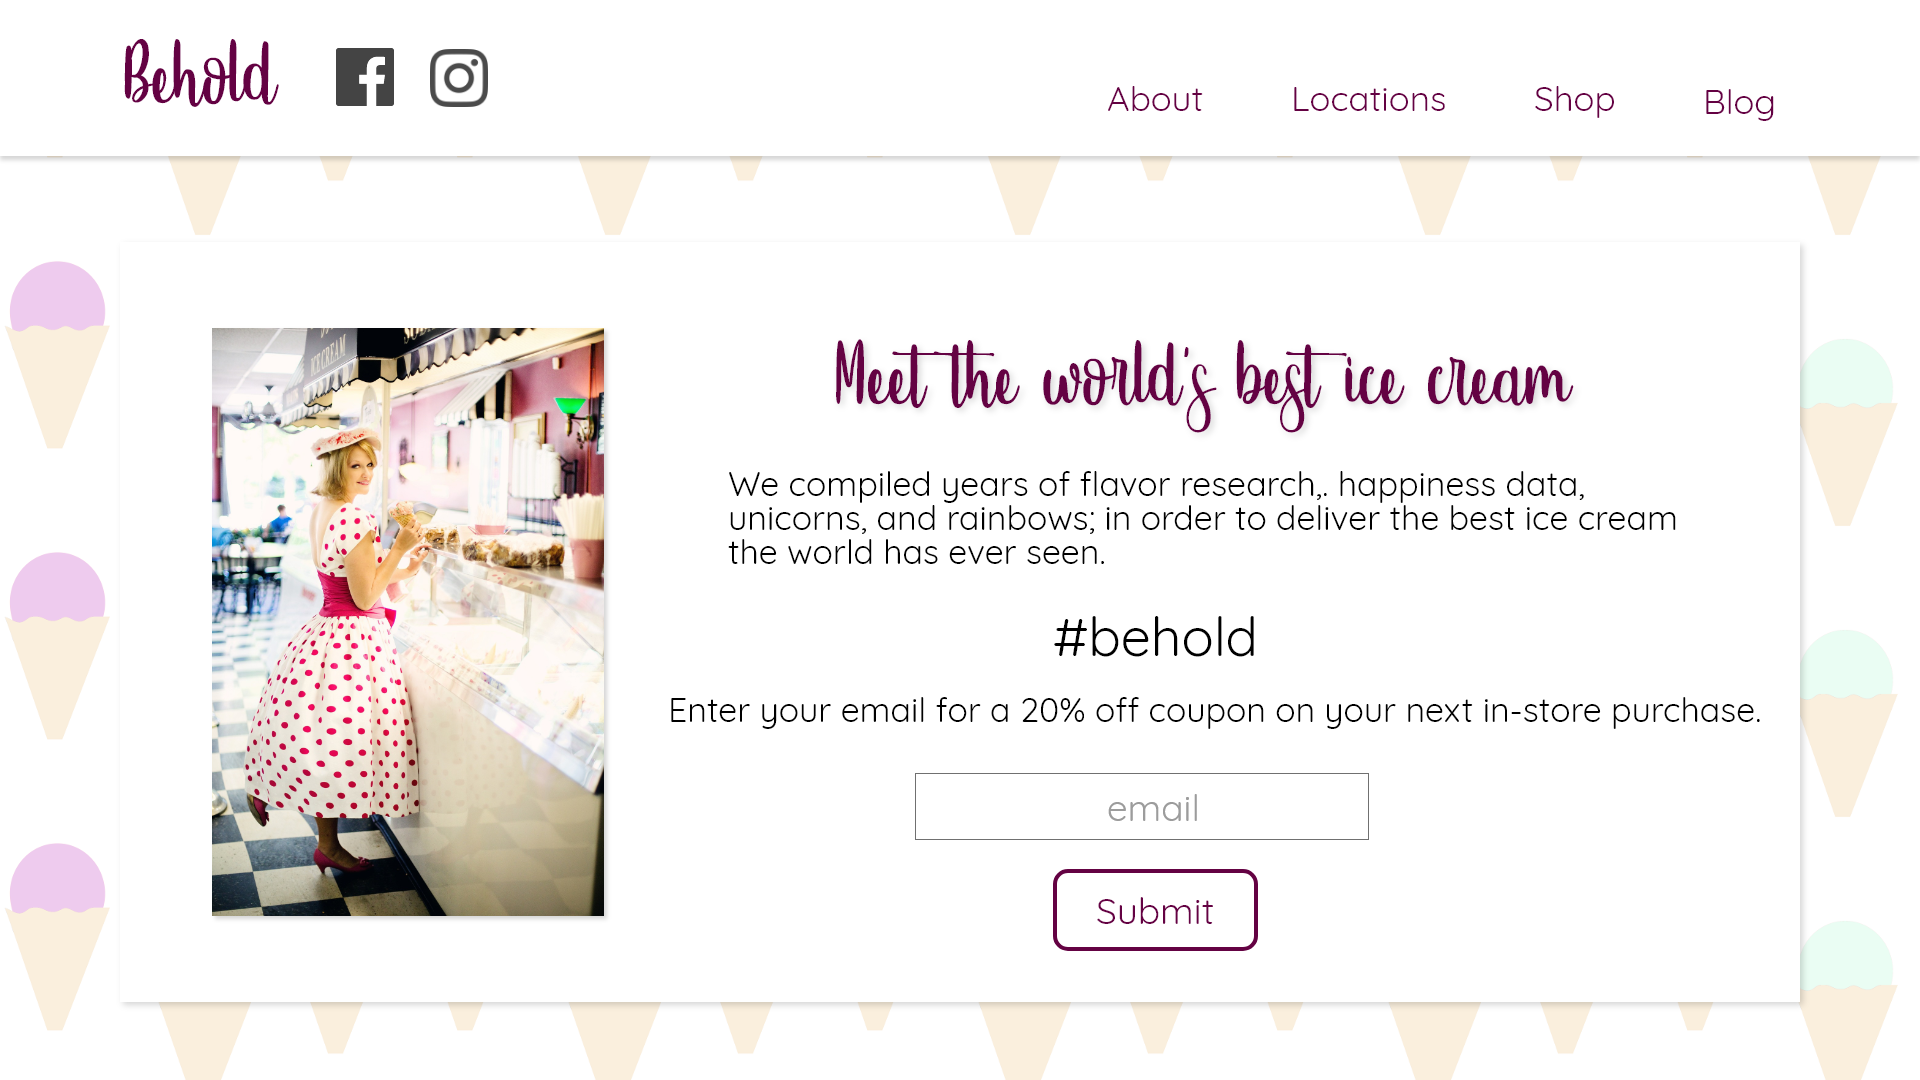 Behold
About
Locations
Shop
Blog
ICE CREAM
Meet the world's best ice cream
We compiled years of flavor research,. happiness data,
unicorns, and rainbows; in order to deliver the best ice cream
the world has ever seen.
#behold
Enter your email for a 20% off coupon on your next in-store purchase.
email
Submit